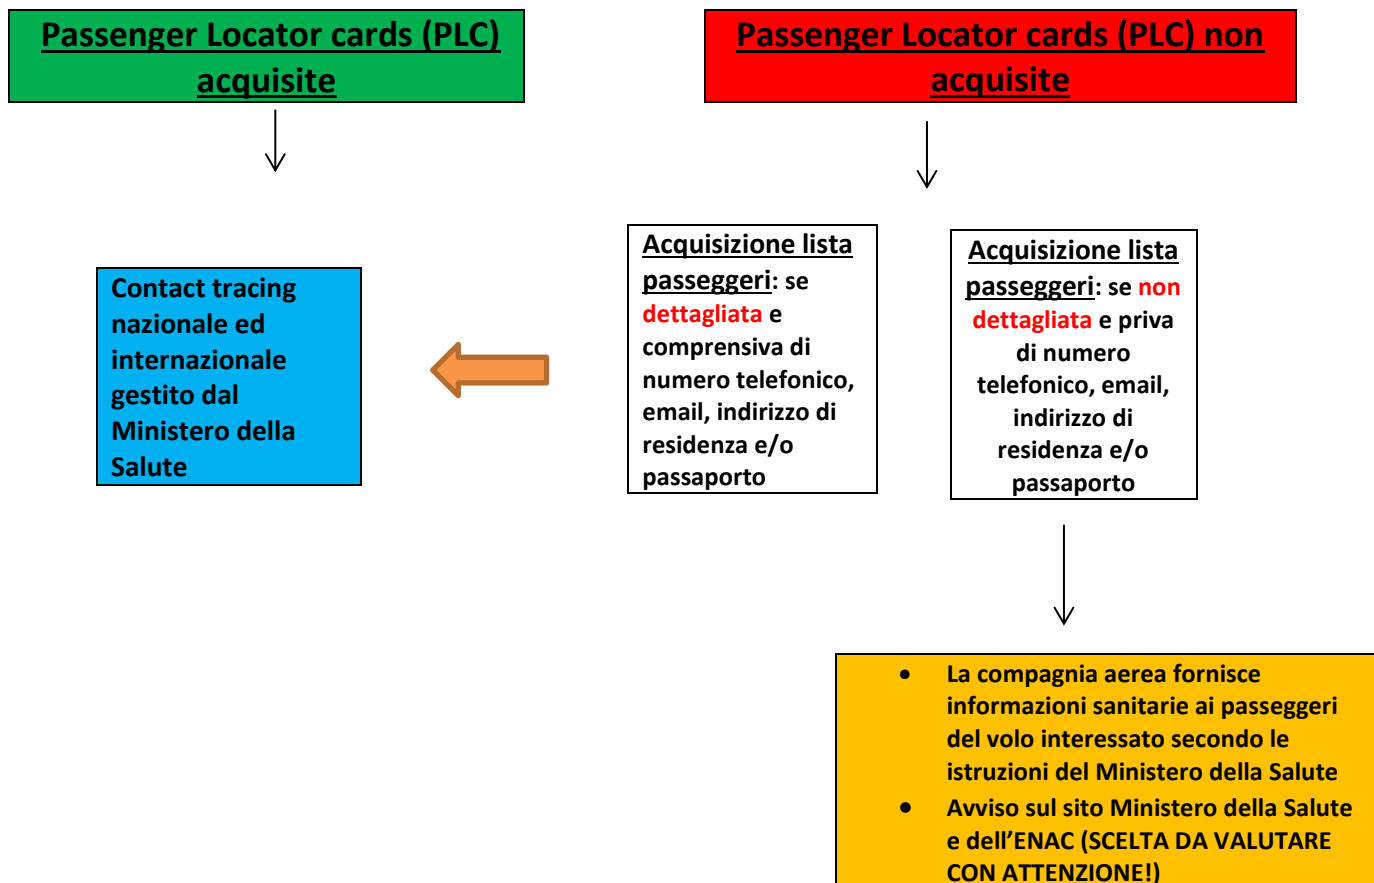 Passenger Locator cards (PLC)
acquisite
Passenger Locator cards (PLC) non
acquisite
Contact tracing
nazionale ed
internazionale
gestito dal
Ministero della
Salute
Acquisizione lista
passeggeri: se
dettagliata e
comprensiva di
numero telefonico,
email, indirizzo di
residenza e/o
passaporto
Acquisizione lista
passeggeri: se non
dettagliata e priva
di numero
telefonico, email,
indirizzo di
residenza e/o
passaporto
• La compagnia aerea fornisce
informazioni sanitarie ai passeggeri
del volo interessato secondo le
istruzioni del Ministero della Salute
• Avviso sul sito Ministero della Salute
e dell'ENAC (SCELTA DA VALUTARE
CON ATTENZIONE!)